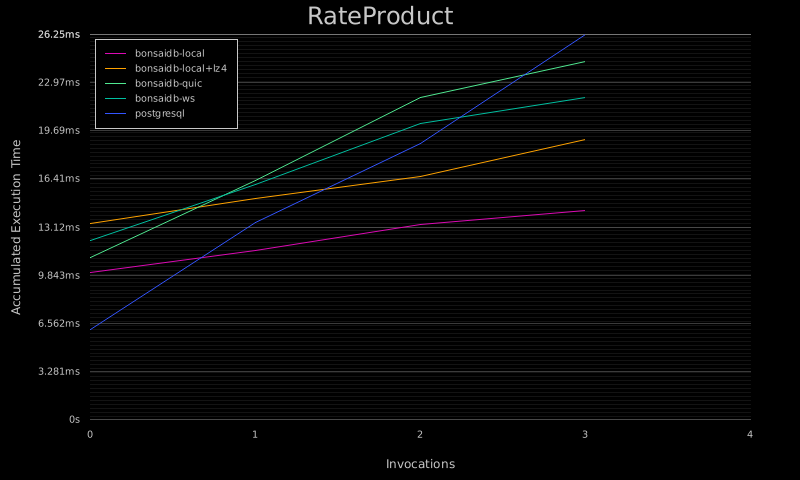 RateProduct
26.25ms
22.97ms
19.69ms
16.41ms
13.12ms
9.843ms
6.562ms
3.281ms
0s
bonsaidb-local
bonsaidb-local+lz4
bonsaidb-quic
bonsaidb-ws
postgresql
Accumulated Execution Time
0 1 2 3 4
Invocations